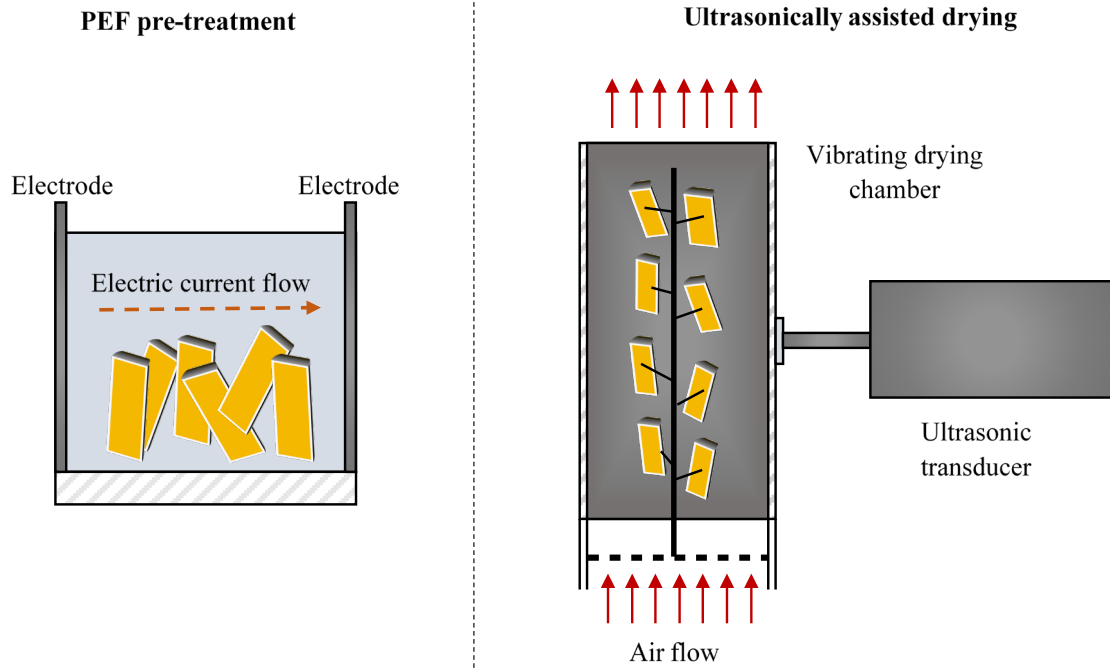 PEF pre-treatment
Electrode
Electrode
Electric current flow
Ultrasonically assisted drying
Vibrating drying
chamber
Ultrasonic
transducer
Air flow